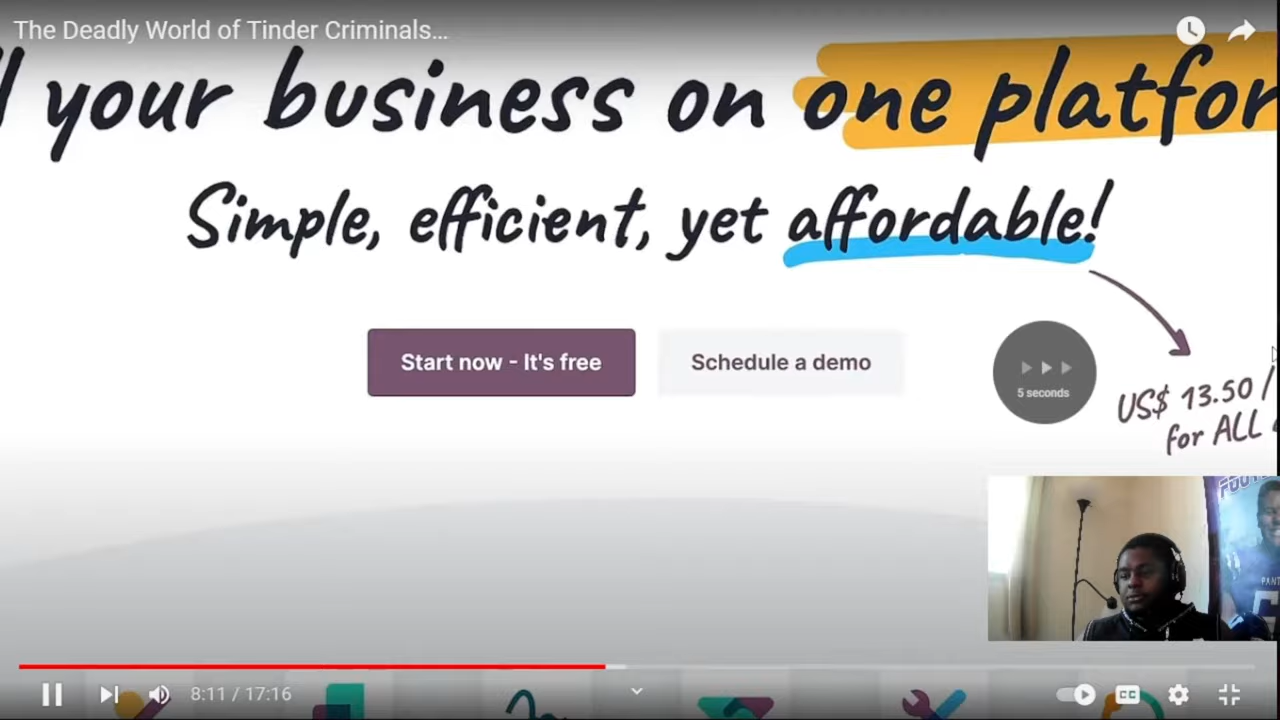 The Deadly World of Tinder Criminals…
your business on one platfor
Simple, efficient, yet affordable!
Start now - It's free
Schedule a demo
5 seconds
US$ 13.50 /
for ALL
8:11 / 17:16
CC